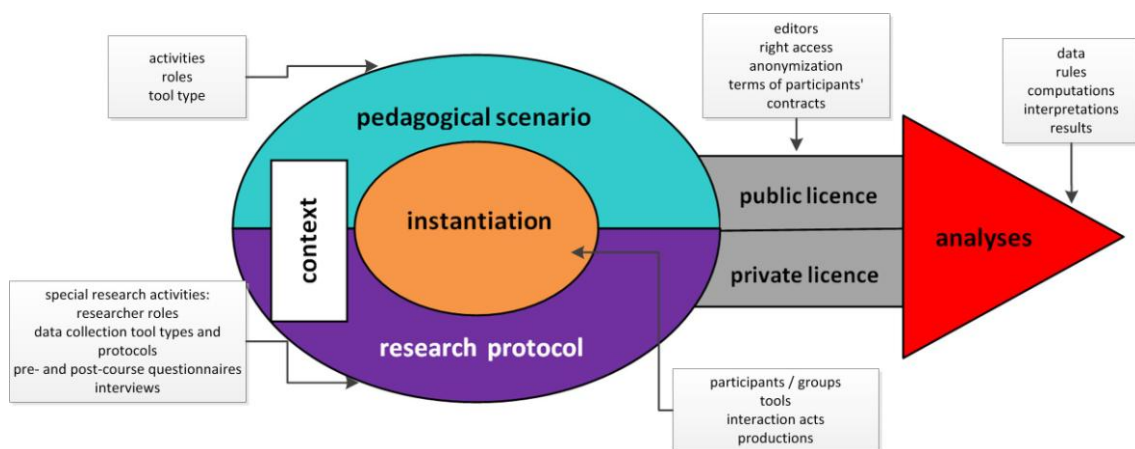 activities
roles
tool type
editors
right access
anonymization
terms of participants'
contracts
data
rules
computations
interpretations
results
pedagogical scenario
context
instantiation
public licence
private licence
analyses
special research activities:
researcher roles
data collection tool types and
protocols
pre- and post-course questionnaires
interviews
research protocol
participants / groups
tools
interaction acts
productions